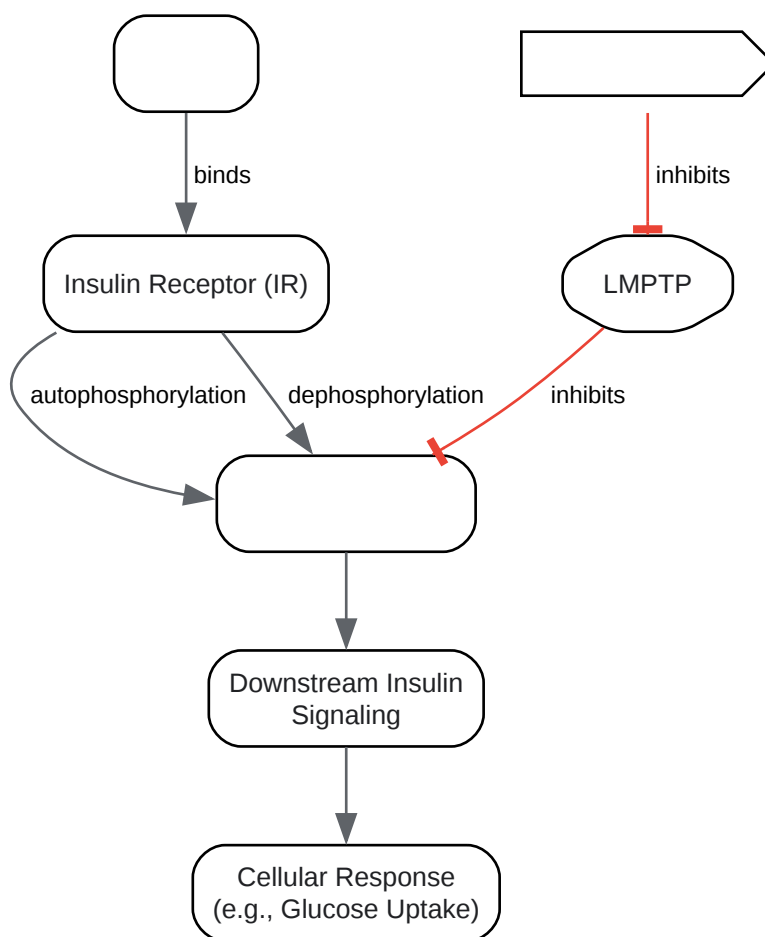 binds
inhibits
Insulin Receptor (IR)
LMPTP
autophosphorylation
dephosphorylation
inhibits
Downstream Insulin
Signaling
Cellular Response
(e.g., Glucose Uptake)